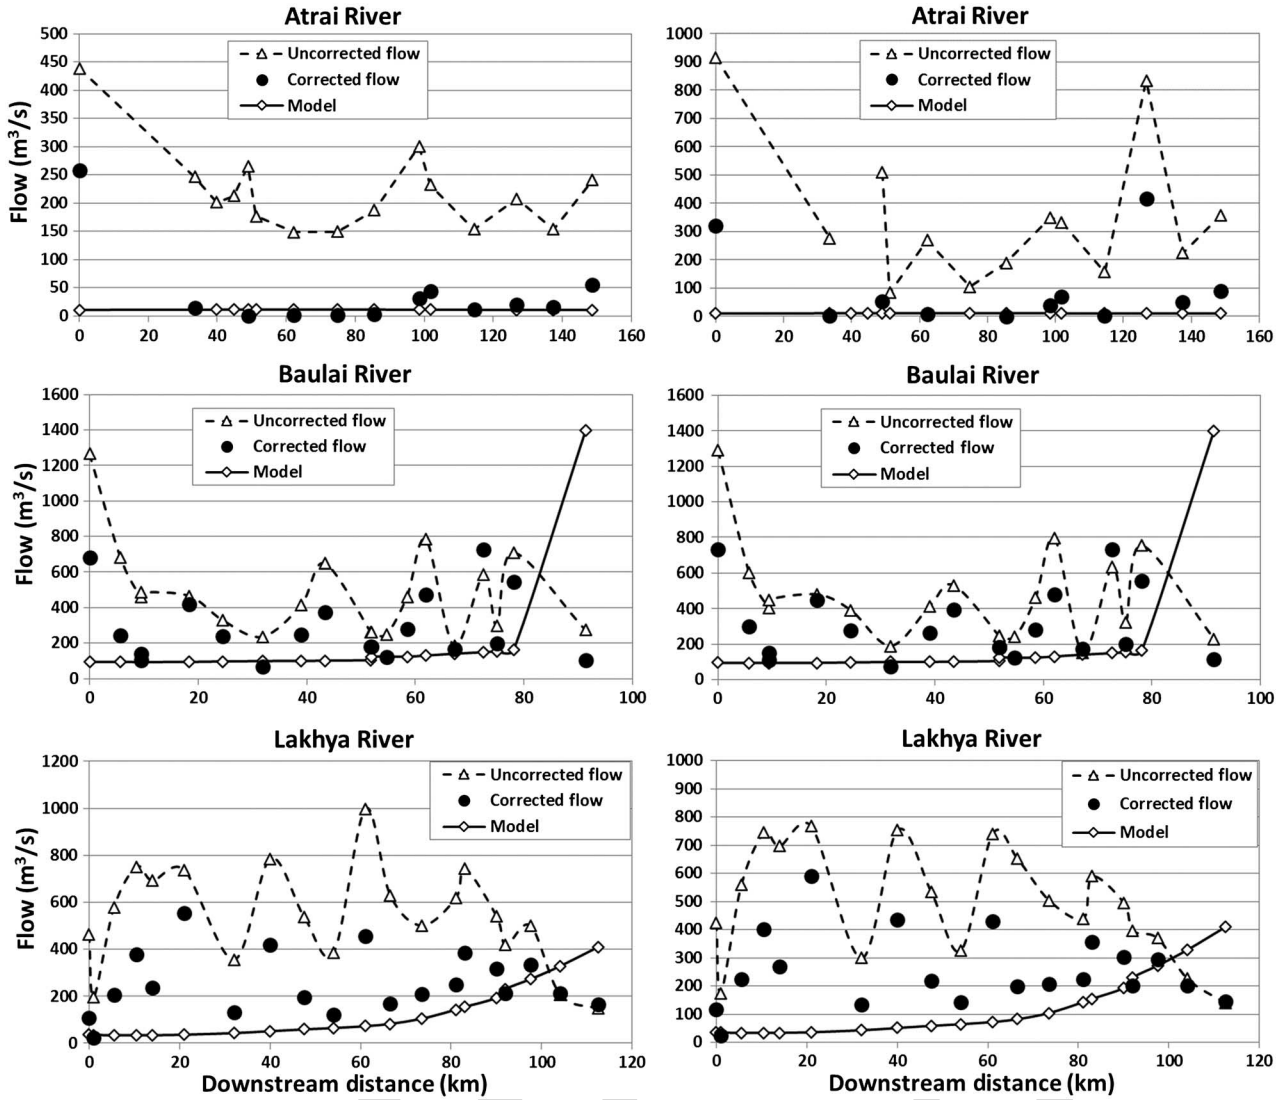 Atrai River
Flow (m³/s)
500
450
400
350
300
250
200
150
100
50
0
Uncorrected flow
Corrected flow
Model
0 20 40 60 80 100 120 140 160
Atrai River
1000
900
800
700
600
500
400
300
200
100
0
Uncorrected flow
Corrected flow
Model
0 20 40 60 80 100 120 140 160
Baulai River
Flow (m³/s)
1600
1400
1200
1000
800
600
400
200
0
Uncorrected flow
Corrected flow
Model
0 20 40 60 80 100
Baulai River
1600
1400
1200
1000
800
600
400
200
0
Uncorrected flow
Corrected flow
Model
0 20 40 60 80 100
Lakhya River
Flow (m³/s)
1200
1000
800
600
400
200
0
Uncorrected flow
Corrected flow
Model
0 20 40 60 80 100 120
Downstream distance (km)
Lakhya River
1000
900
800
700
600
500
400
300
200
100
0
Uncorrected flow
Corrected flow
Model
0 20 40 60 80 100 120
Downstream distance (km)